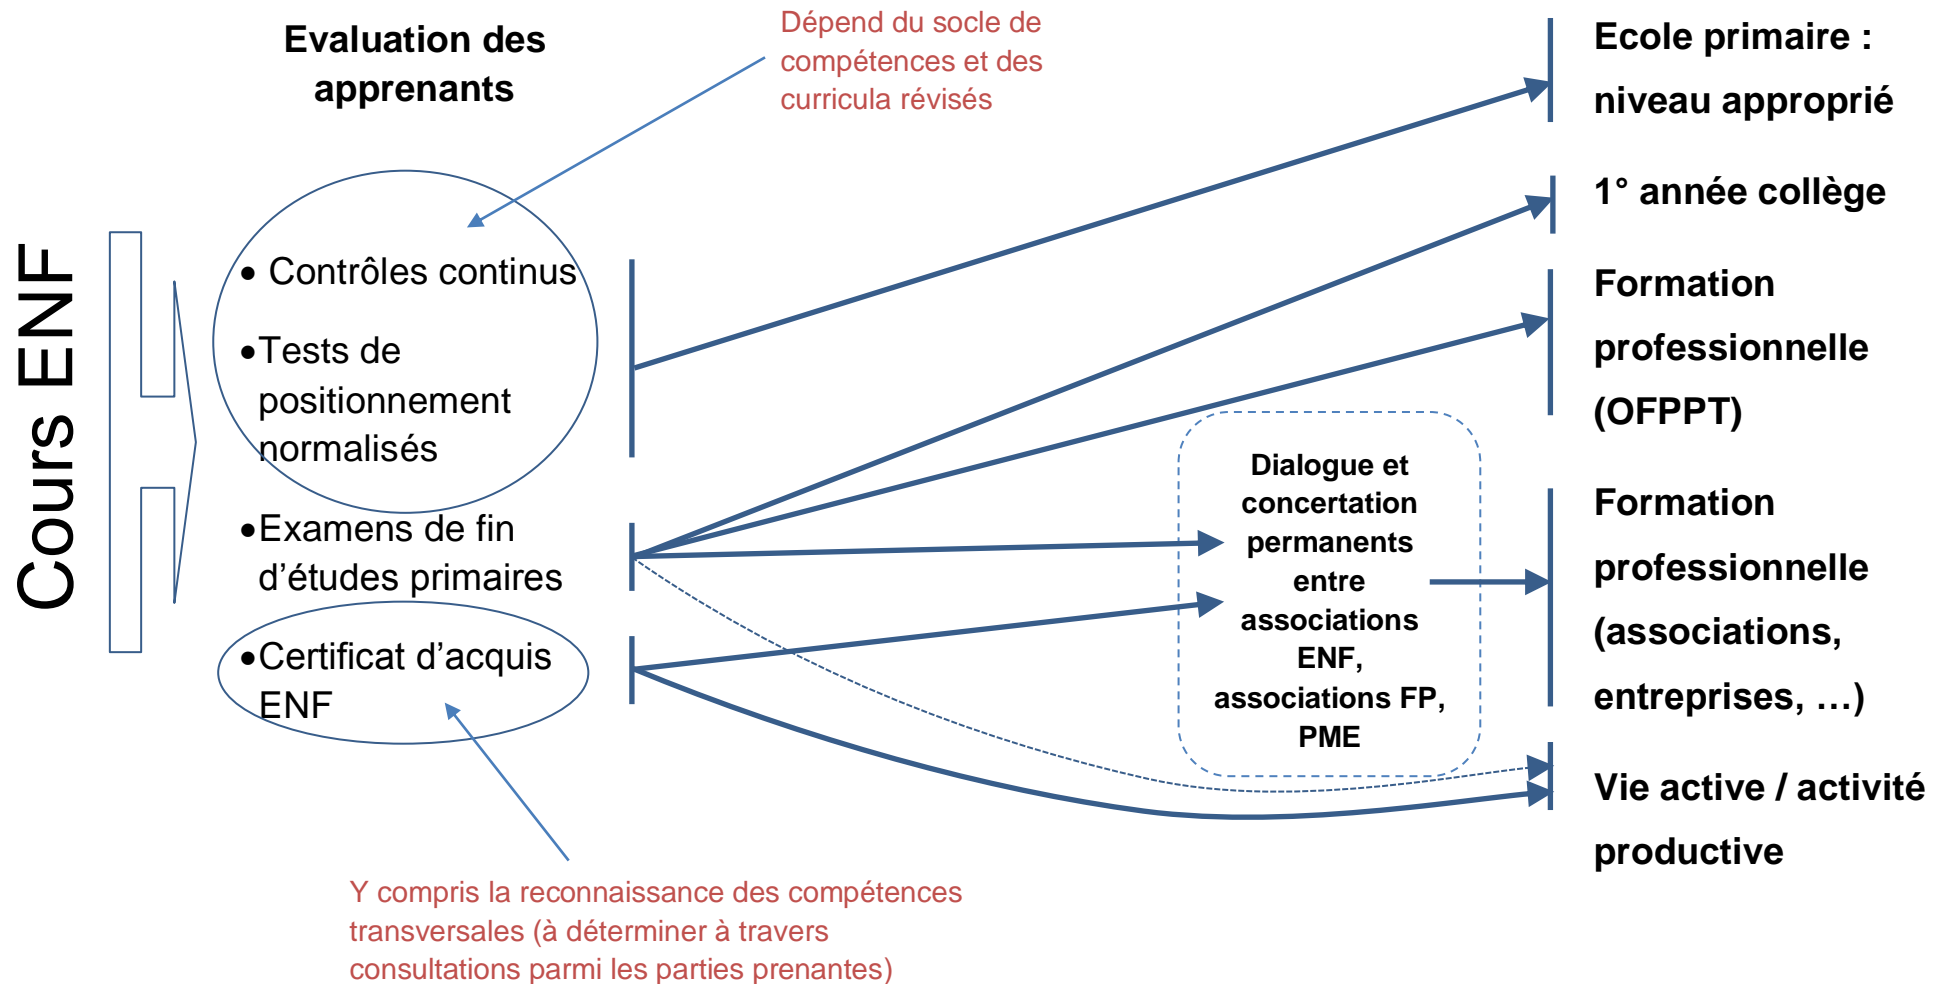 Cours ENF
Evaluation des
apprenants
Dépend du socle de
compétences et des
curricula révisés
• Contrôles continus
•Tests de
positionnement
normalisés
•Examens de fin
d’études primaires
•Certificat d’acquis
ENF
Y compris la reconnaissance des compétences
transversales (à déterminer à travers
consultations parmi les parties prenantes)
Dialogue et
concertation
permanents
entre
associations
ENF,
associations FP,
PME
Ecole primaire :
niveau approprié
1° année collège
Formation
professionnelle
(OFPPT)
Formation
professionnelle
(associations,
entreprises, …)
Vie active / activité
productive